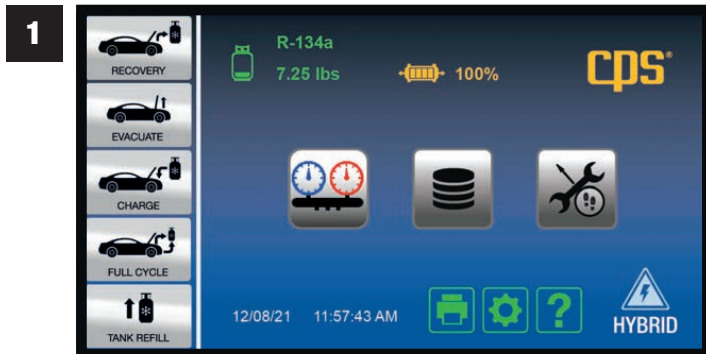 1
RECOVERY
EVACUATE
CHARGE
FULL CYCLE
TANK REFILL
R-134a
7.25 lbs
100%
cps®
12/08/21 11:57:43 AM
?
HYBRID